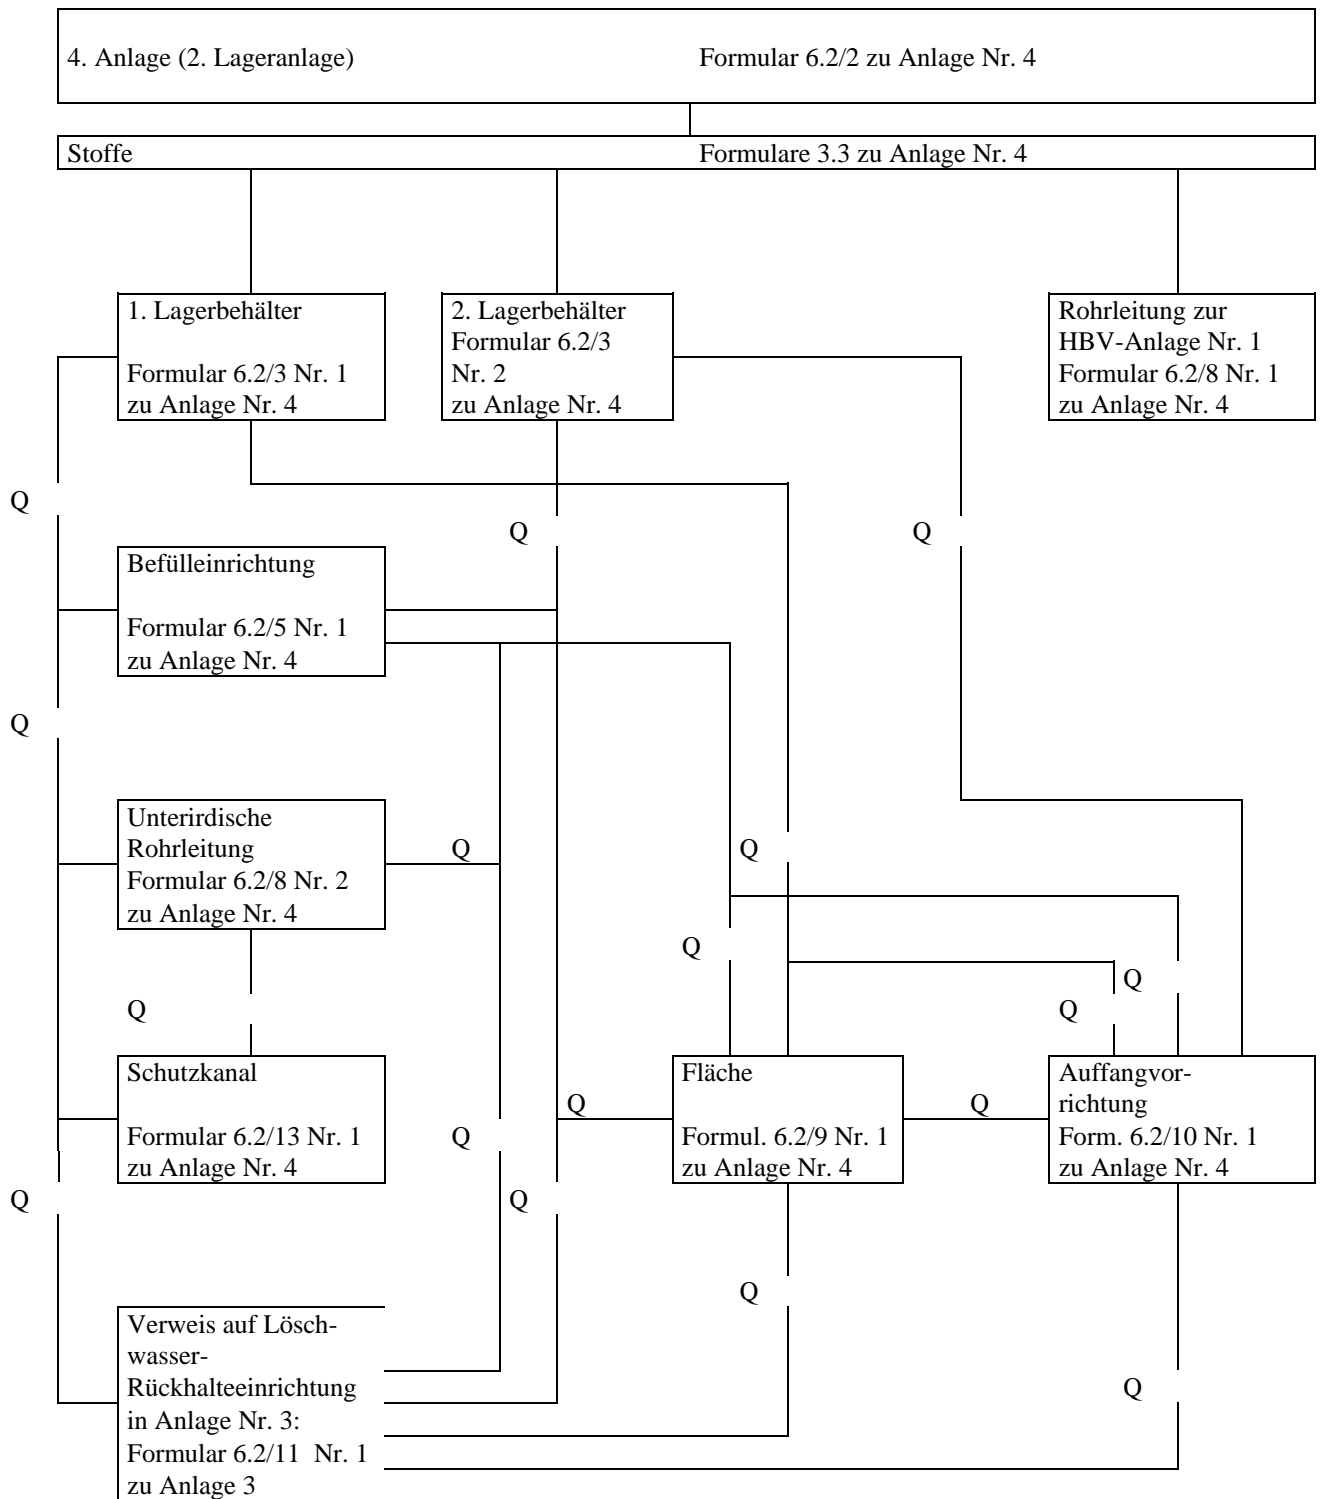 4. Anlage (2. Lageranlage) Formular 6.2/2 zu Anlage Nr. 4
Stoffe Formulare 3.3 zu Anlage Nr. 4
1. Lagerbehälter
Formular 6.2/3 Nr. 1
zu Anlage Nr. 4
2. Lagerbehälter
Formular 6.2/3
Nr. 2
zu Anlage Nr. 4
Rohrleitung zur
HBV-Anlage Nr. 1
Formular 6.2/8 Nr. 1
zu Anlage Nr. 4
Q
Q
Q
Befülleinrichtung
Formular 6.2/5 Nr. 1
zu Anlage Nr. 4
Q
Unterirdische
Rohrleitung
Formular 6.2/8 Nr. 2
zu Anlage Nr. 4
Q
Q
Q
Q
Q
Q
Schutzkanal
Formular 6.2/13 Nr. 1
zu Anlage Nr. 4
Q
Q
Fläche
Formul. 6.2/9 Nr. 1
zu Anlage Nr. 4
Q
Auffangvor-
richtung
Form. 6.2/10 Nr. 1
zu Anlage Nr. 4
Q
Q
Q
Q
Verweis auf Lösch-
wasser-
Rückhalteeinrichtung
in Anlage Nr. 3:
Formular 6.2/11 Nr. 1
zu Anlage 3